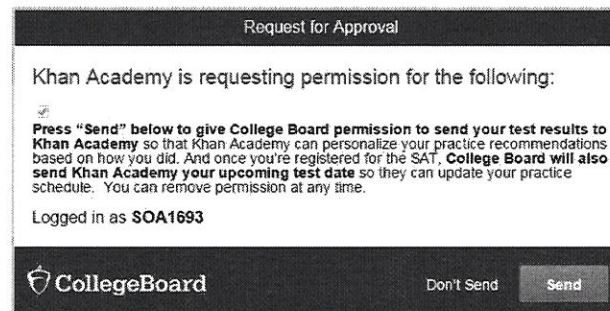 Request for Approval
Khan Academy is requesting permission for the following:
Press “Send” below to give College Board permission to send your test results to
Khan Academy so that Khan Academy can personalize your practice recommendations
based on how you did. And once you're registered for the SAT, College Board will also
send Khan Academy your upcoming test date so they can update your practice
schedule. You can remove permission at any time.
Logged in as SOA1693
CollegeBoard
Don't Send
Send